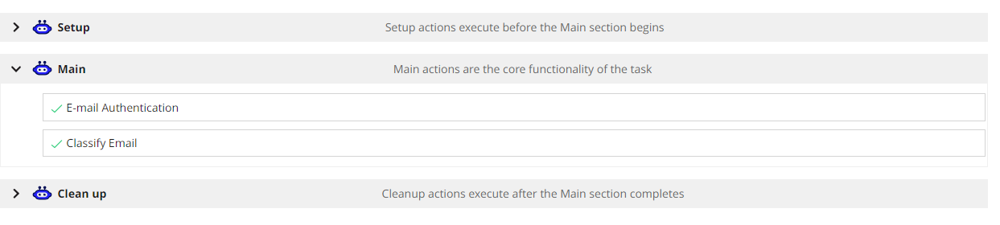 Setup Setup actions execute before the Main section begins
Main Main actions are the core functionality of the task
E-mail Authentication
Classify Email
Clean up Cleanup actions execute after the Main section completes